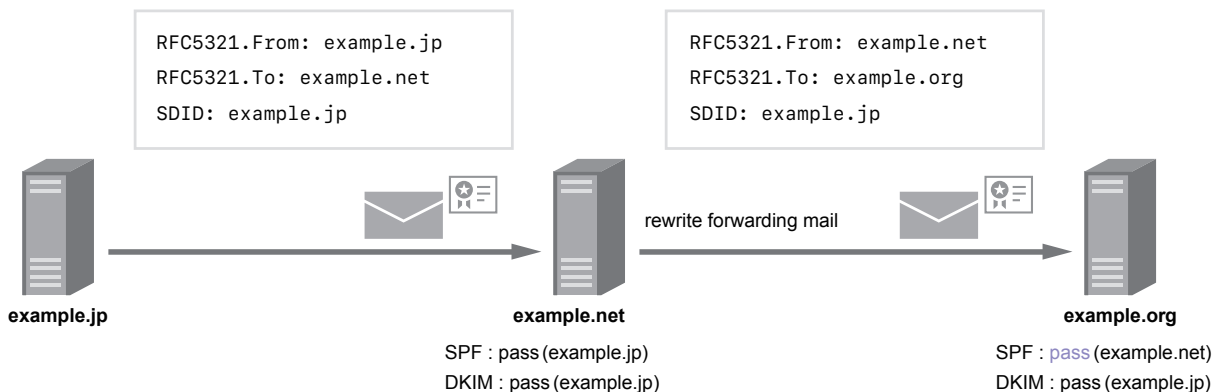 RFC5321.From: example.jp
RFC5321.To: example.net
SDID: example.jp
RFC5321.From: example.net
RFC5321.To: example.org
SDID: example.jp
rewrite forwarding mail
example.jp
example.net
example.org
SPF : pass (example.jp)
DKIM : pass (example.jp)
SPF : pass (example.net)
DKIM : pass (example.jp)